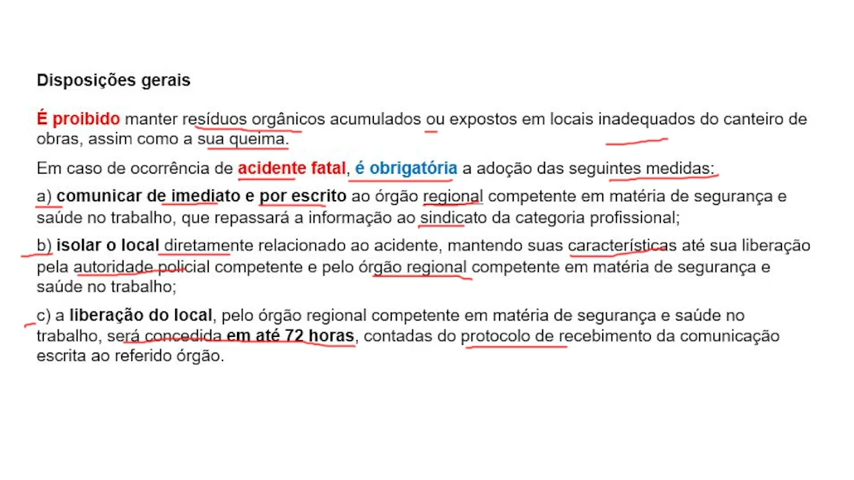 Disposições gerais
É proibido manter resíduos orgânicos acumulados ou expostos em locais inadequados do canteiro de
obras, assim como a sua queima.
Em caso de ocorrência de acidente fatal, é obrigatória a adoção das seguintes medidas:
a) comunicar de imediato e por escrito ao órgão regional competente em matéria de segurança e
saúde no trabalho, que repassará a informação ao sindicato da categoria profissional;
b) isolar o local diretamente relacionado ao acidente, mantendo suas características até sua liberação
pela autoridade policial competente e pelo órgão regional competente em matéria de segurança e
saúde no trabalho;
c) a liberação do local, pelo órgão regional competente em matéria de segurança e saúde no
trabalho, será concedida em até 72 horas, contadas do protocolo de recebimento da comunicação
escrita ao referido órgão.